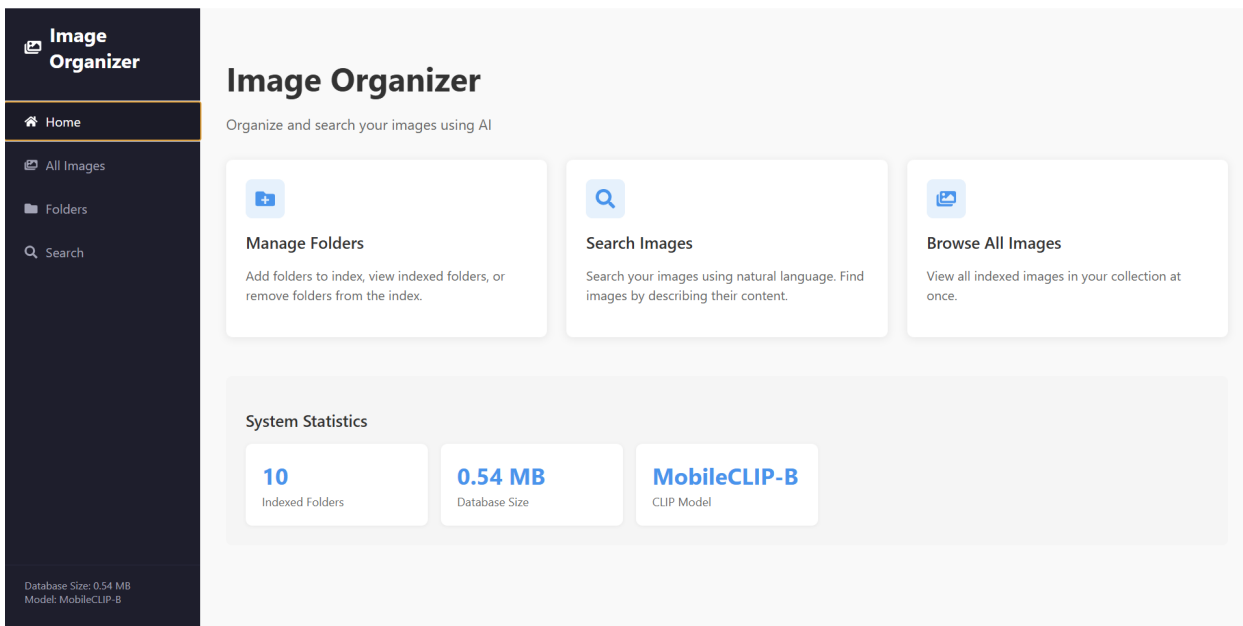 Image
Organizer
Home
All Images
Folders
Search
Database Size: 0.54 MB
Model: MobileCLIP-B
Image Organizer
Organize and search your images using AI
Manage Folders
Add folders to index, view indexed folders, or
remove folders from the index.
Search Images
Search your images using natural language. Find
images by describing their content.
Browse All Images
View all indexed images in your collection at
once.
System Statistics
10
Indexed Folders
0.54 MB
Database Size
MobileCLIP-B
CLIP Model